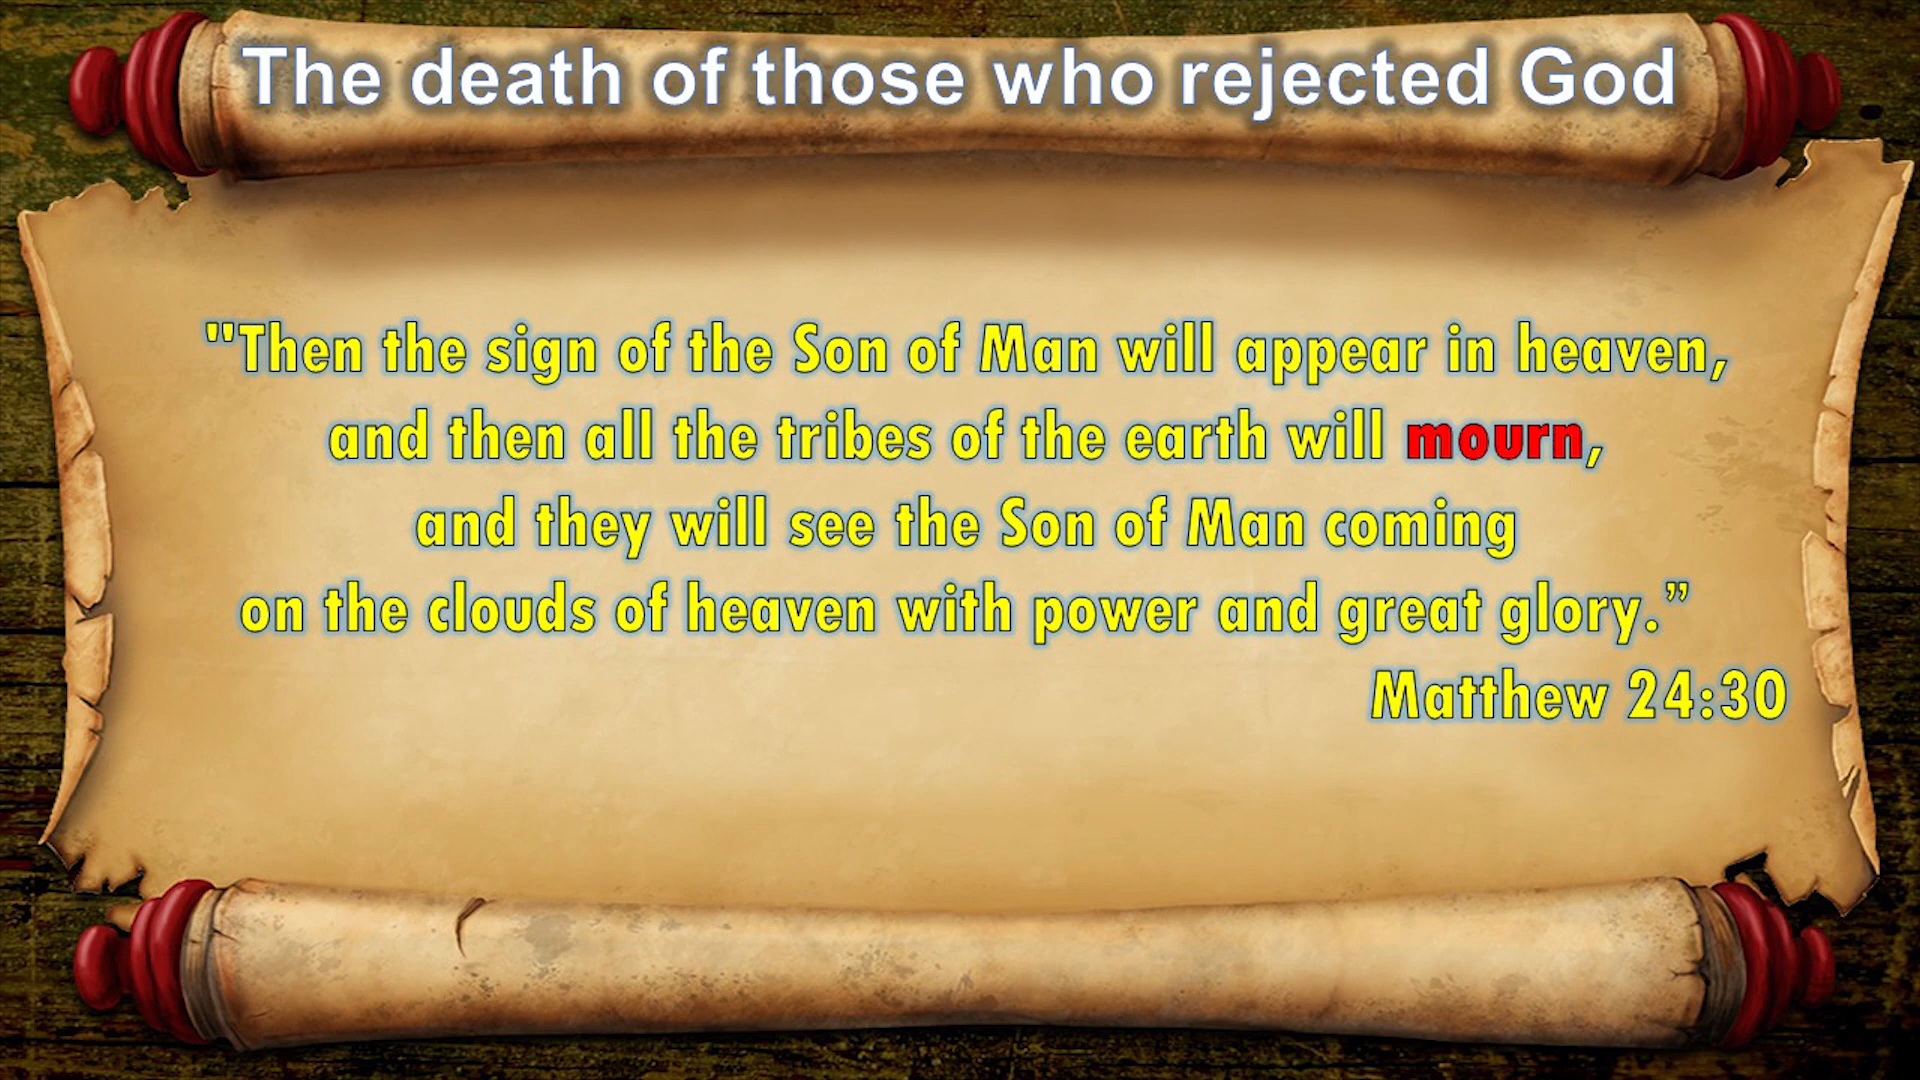 The death of those who rejected God
"Then the sign of the Son of Man will appear in heaven,
and then all the tribes of the earth will mourn,
and they will see the Son of Man coming
on the clouds of heaven with power and great glory.”
Matthew 24:30